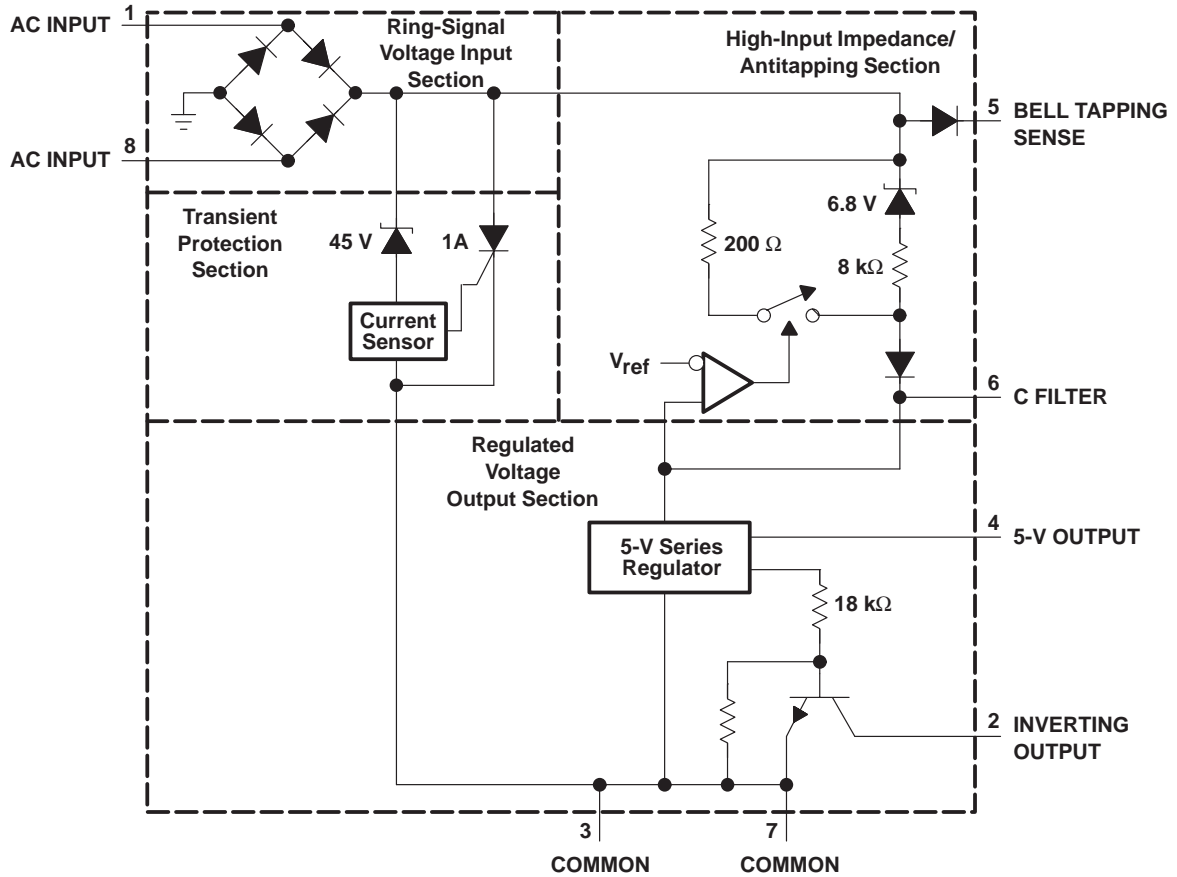 AC INPUT
1
Ring-Signal
Voltage Input
Section
High-Input Impedance/
Antitapping Section
5
BELL TAPPING
SENSE
AC INPUT
8
Transient
Protection
Section
45 V
1A
6.8 V
200 Ω
8 kΩ
Current
Sensor
Vref
6
C FILTER
Regulated
Voltage
Output Section
5-V Series
Regulator
4
5-V OUTPUT
18 kΩ
2
INVERTING
OUTPUT
3
7
COMMON
COMMON